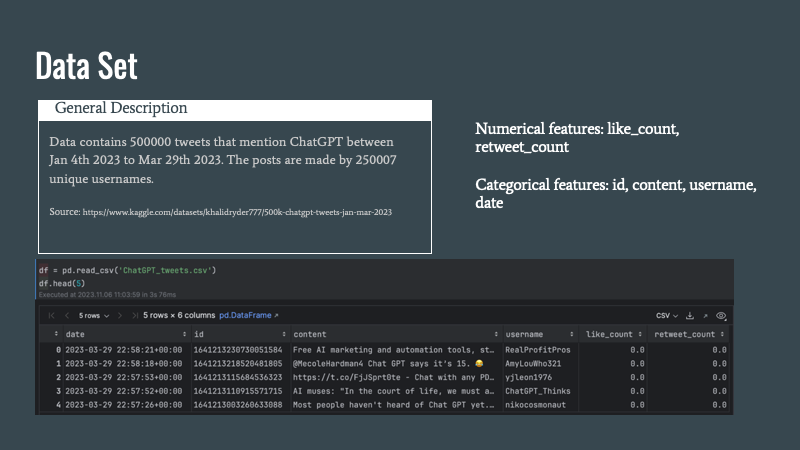 Data Set
General Description
Data contains 500000 tweets that mention ChatGPT between
Jan 4th 2023 to Mar 29th 2023. The posts are made by 250007
unique usernames.
Source: https://www.kaggle.com/datasets/khalidryder777/500k-chatgpt-tweets-jan-mar-2023
Numerical features: like_count,
retweet_count
Categorical features: id, content, username,
date
df = pd.read_csv('ChatGPT_tweets.csv')
df.head(5)
Executed at 2023.11.06 11:03:59 in 3s 76ms
5 rows 5 rows × 6 columns pd.DataFrame CSV
date id content username like_count retweet_count
0 2023-03-29 22:58:21+00:00 1641213230730051584 Free AI marketing and automation tools, st… RealProfitPros 0.0 0.0
1 2023-03-29 22:58:18+00:00 1641213218520481805 @MecoleHardman4 Chat GPT says it's 15. 😂 AmyLouWho321 0.0 0.0
2 2023-03-29 22:57:53+00:00 1641213115684536323 https://t.co/FjJSprt0te - Chat with any PD… yjleon1976 0.0 0.0
3 2023-03-29 22:57:52+00:00 1641213110915571715 AI muses: "In the court of life, we must a… ChatGPT_Thinks 0.0 0.0
4 2023-03-29 22:57:26+00:00 1641213003260633088 Most people haven't heard of Chat GPT yet.… nikocosmonaut 0.0 0.0